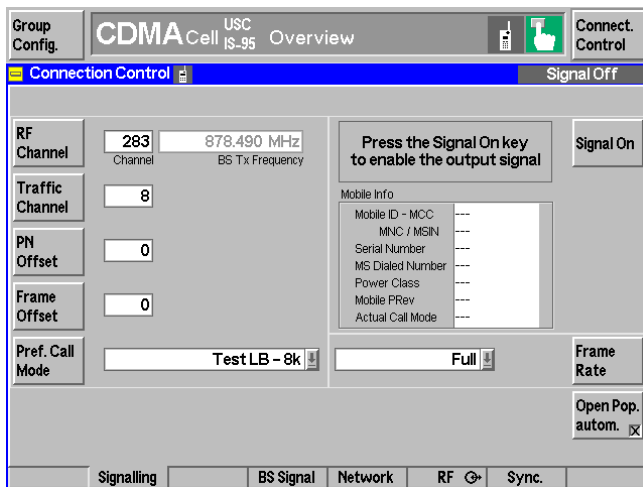 Group Config.
CDMA Cell USC IS-95 Overview
Connect. Control
Connection Control
Signal Off
RF Channel
283
Channel
878.490 MHz
BS Tx Frequency
Press the Signal On key
to enable the output signal
Signal On
Traffic Channel
8
Mobile Info
Mobile ID - MCC ---
MNC / MSIN ---
Serial Number ---
MS Dialed Number ---
Power Class ---
Mobile PRev ---
Actual Call Mode ---
PN Offset
0
Frame Offset
0
Pref. Call Mode
Test LB - 8k
Full
Frame Rate
Open Pop. autom.
Signalling
BS Signal
Network
RF
Sync.